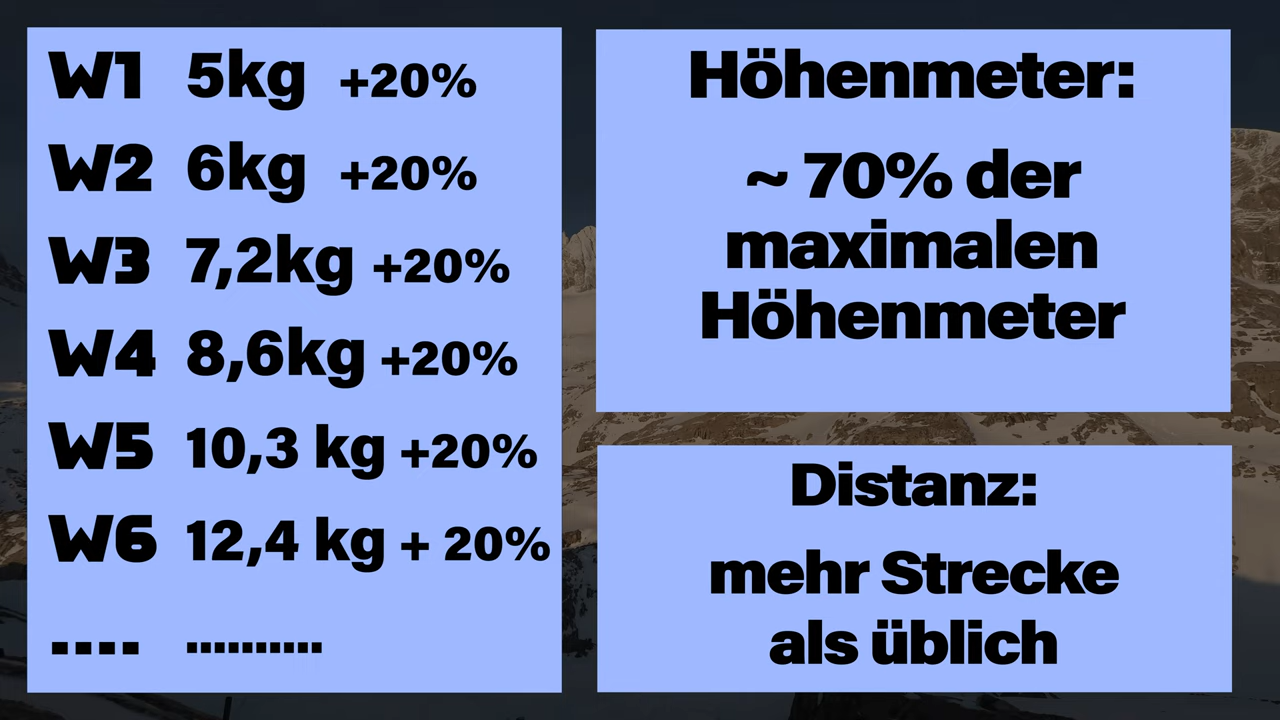 W1 5kg +20%
W2 6kg +20%
W3 7,2kg +20%
W4 8,6kg +20%
W5 10,3 kg +20%
W6 12,4 kg + 20%
.... ..........
Höhenmeter:
~ 70% der
maximalen
Höhenmeter
Distanz:
mehr Strecke
als üblich